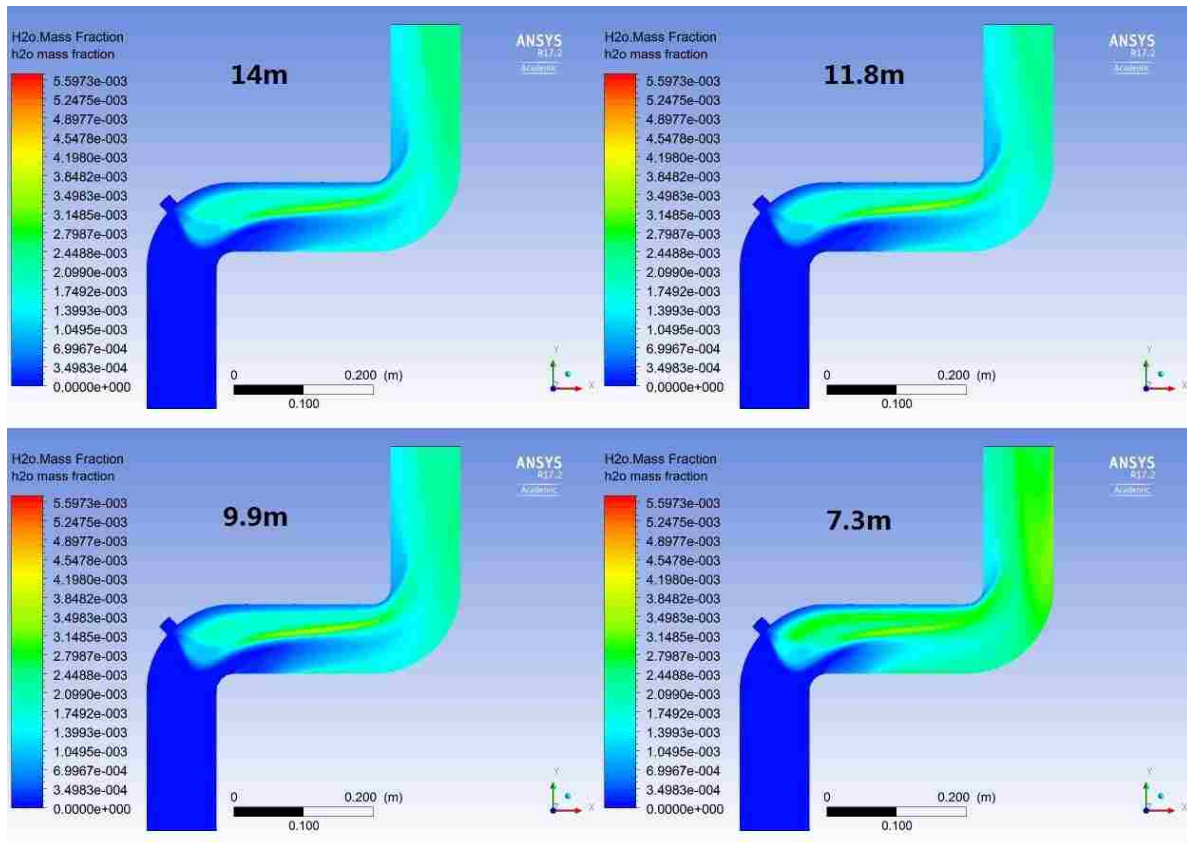 H2o.Mass Fraction
h2o mass fraction
5.5973e-003
5.2475e-003
4.8977e-003
4.5478e-003
4.1980e-003
3.8482e-003
3.4983e-003
3.1485e-003
2.7987e-003
2.4488e-003
2.0990e-003
1.7492e-003
1.3993e-003
1.0495e-003
6.9967e-004
3.4983e-004
0.0000e+000
14m
ANSYS
R17.2
Academic
0 0.200 (m)
0.100
Y
X
H2o.Mass Fraction
h2o mass fraction
5.5973e-003
5.2475e-003
4.8977e-003
4.5478e-003
4.1980e-003
3.8482e-003
3.4983e-003
3.1485e-003
2.7987e-003
2.4488e-003
2.0990e-003
1.7492e-003
1.3993e-003
1.0495e-003
6.9967e-004
3.4983e-004
0.0000e+000
11.8m
ANSYS
R17.2
Academic
0 0.200 (m)
0.100
Y
X
H2o.Mass Fraction
h2o mass fraction
5.5973e-003
5.2475e-003
4.8977e-003
4.5478e-003
4.1980e-003
3.8482e-003
3.4983e-003
3.1485e-003
2.7987e-003
2.4488e-003
2.0990e-003
1.7492e-003
1.3993e-003
1.0495e-003
6.9967e-004
3.4983e-004
0.0000e+000
9.9m
ANSYS
R17.2
Academic
0 0.200 (m)
0.100
Y
X
H2o.Mass Fraction
h2o mass fraction
5.5973e-003
5.2475e-003
4.8977e-003
4.5478e-003
4.1980e-003
3.8482e-003
3.4983e-003
3.1485e-003
2.7987e-003
2.4488e-003
2.0990e-003
1.7492e-003
1.3993e-003
1.0495e-003
6.9967e-004
3.4983e-004
0.0000e+000
7.3m
ANSYS
R17.2
Academic
0 0.200 (m)
0.100
Y
X